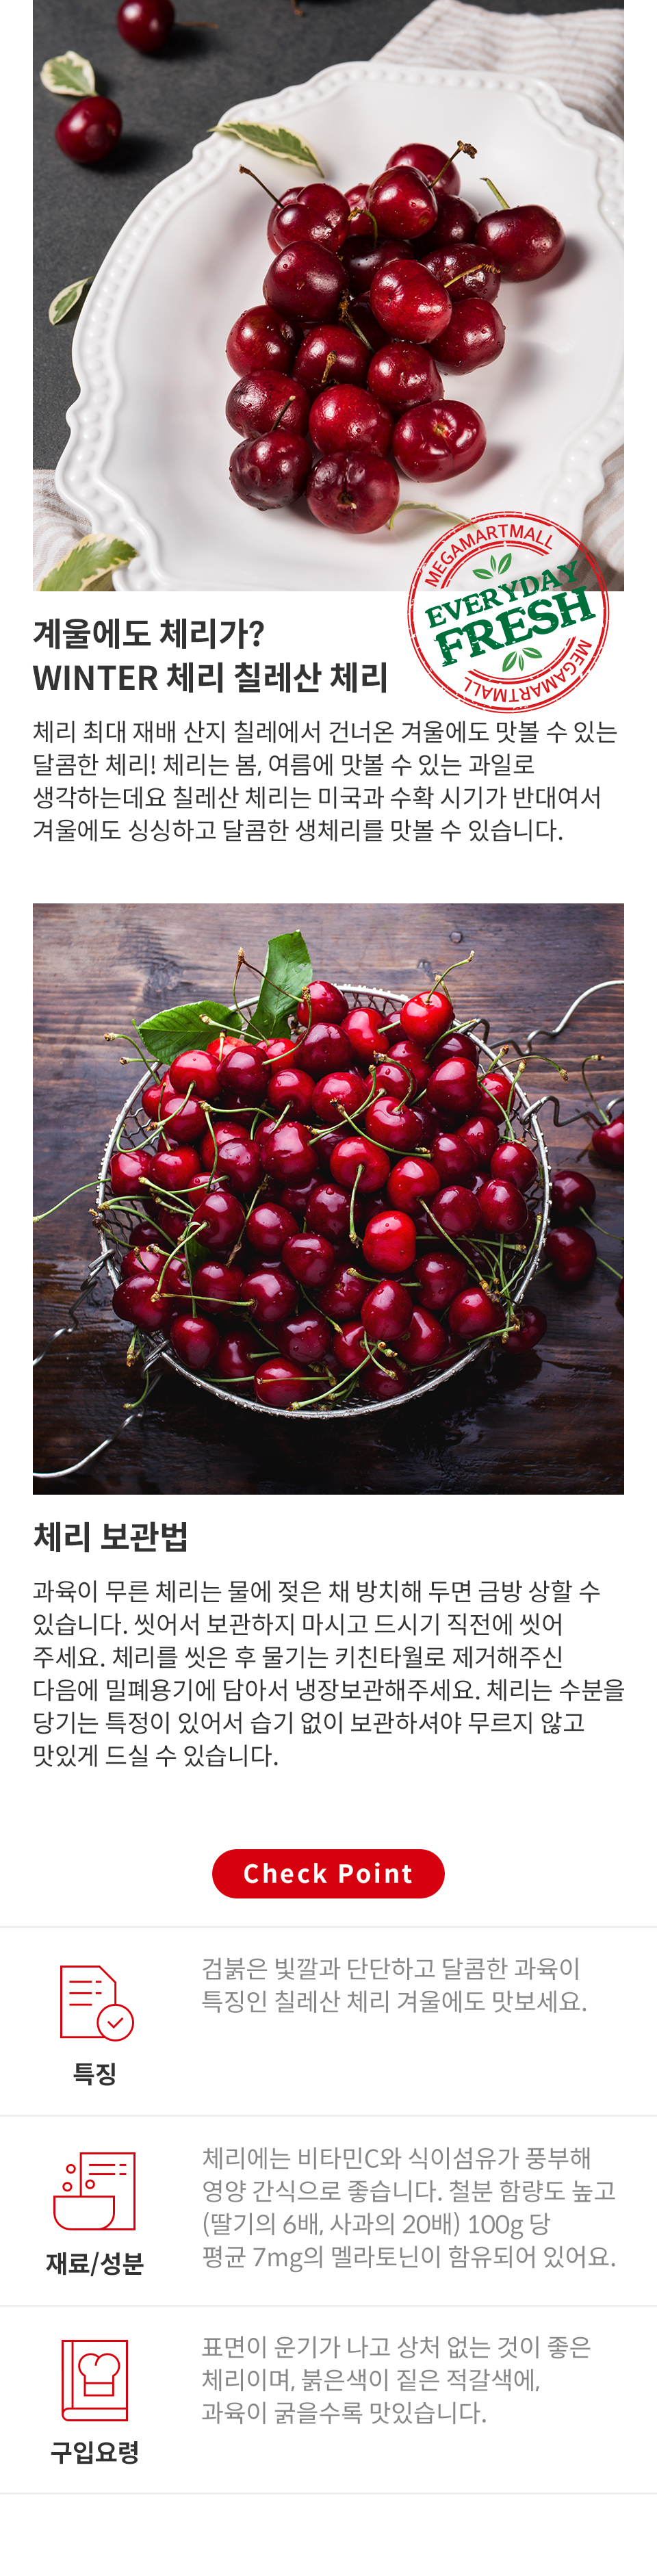 MEGAMARTMALL
EVERYDAY
FRESH
MEGAMARTMALL
계울에도 체리가?
WINTER 체리 칠레산 체리
체리 최대 재배 산지 칠레에서 건너온 겨울에도 맛볼 수 있는
달콤한 체리! 체리는 봄, 여름에 맛볼 수 있는 과일로
생각하는데요 칠레산 체리는 미국과 수확 시기가 반대여서
겨울에도 싱싱하고 달콤한 생체리를 맛볼 수 있습니다.
체리 보관법
과육이 무른 체리는 물에 젖은 채 방치해 두면 금방 상할 수
있습니다. 씻어서 보관하지 마시고 드시기 직전에 씻어
주세요. 체리를 씻은 후 물기는 키친타월로 제거해주신
다음에 밀폐용기에 담아서 냉장보관해주세요. 체리는 수분을
당기는 특정이 있어서 습기 없이 보관하셔야 무르지 않고
맛있게 드실 수 있습니다.
Check Point
검붉은 빛깔과 단단하고 달콤한 과육이
특징인 칠레산 체리 겨울에도 맛보세요.
특징
체리에는 비타민C와 식이섬유가 풍부해
영양 간식으로 좋습니다. 철분 함량도 높고
(딸기의 6배, 사과의 20배) 100g 당
평균 7mg의 멜라토닌이 함유되어 있어요.
재료/성분
표면이 운기가 나고 상처 없는 것이 좋은
체리이며, 붉은색이 짙은 적갈색에,
과육이 굵을수록 맛있습니다.
구입요령